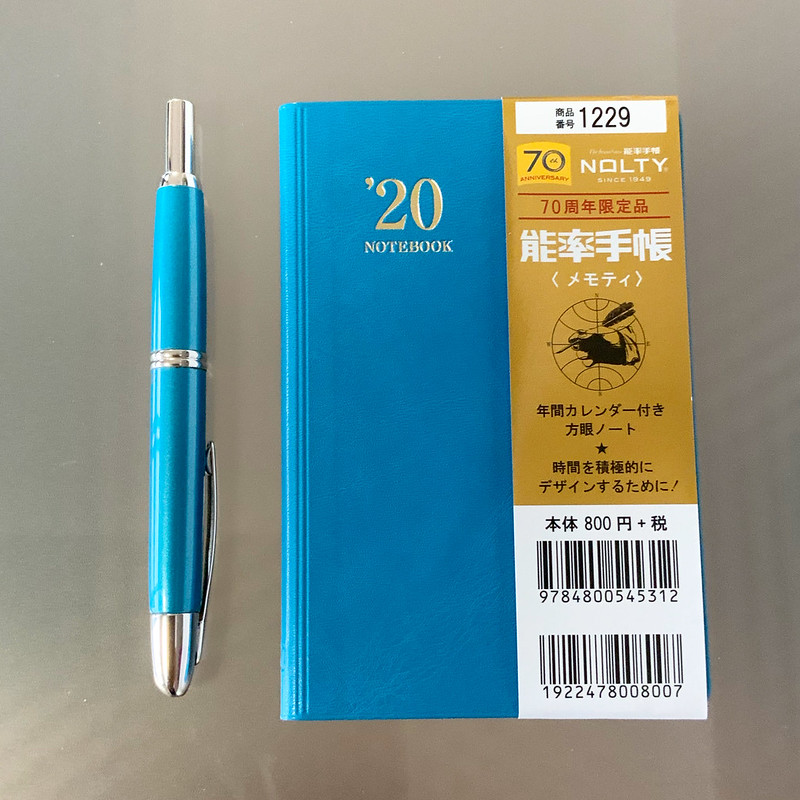 '20
NOTEBOOK
商品
番号 1229
70th
ANNIVERSARY
能率手帳
NOLTY
SINCE 1949
70周年限定品
能率手帳
〈メモティ〉
年間カレンダー付き
方眼ノート
★
時間を積極的に
デザインするために!
本体 800 円+税
9784800545312
1922478008007